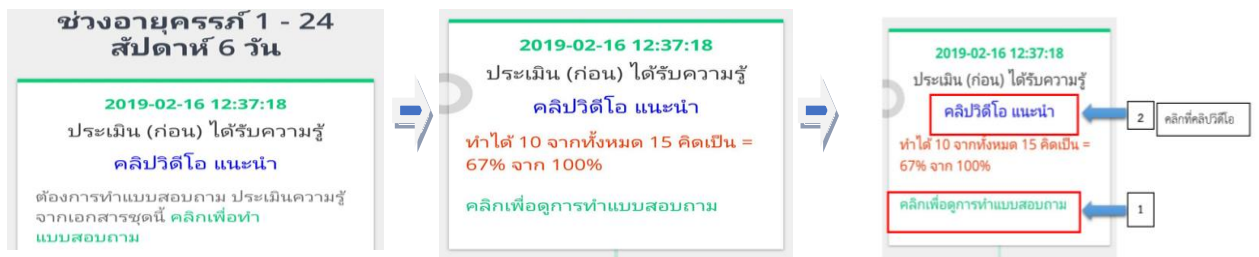 ช่วงอายุครรภ์ 1 - 24
สัปดาห์ 6 วัน
2019-02-16 12:37:18
ประเมิน (ก่อน) ได้รับความรู้
คลิปวิดีโอ แนะนำ
ต้องการทำแบบสอบถาม ประเมินความรู้
จากเอกสารชุดนี้ คลิกเพื่อทำ
แบบสอบถาม
2019-02-16 12:37:18
ประเมิน (ก่อน) ได้รับความรู้
คลิปวิดีโอ แนะนำ
ทำได้ 10 จากทั้งหมด 15 คิดเป็น =
67% จาก 100%
คลิกเพื่อดูการทำแบบสอบถาม
2019-02-16 12:37:18
ประเมิน (ก่อน) ได้รับความรู้
คลิปวิดีโอ แนะนำ
2
คลิกที่คลิปวีดีโอ
ทำได้ 10 จากทั้งหมด 15 คิดเป็น =
67% จาก 100%
คลิกเพื่อดูการทำแบบสอบถาม
1